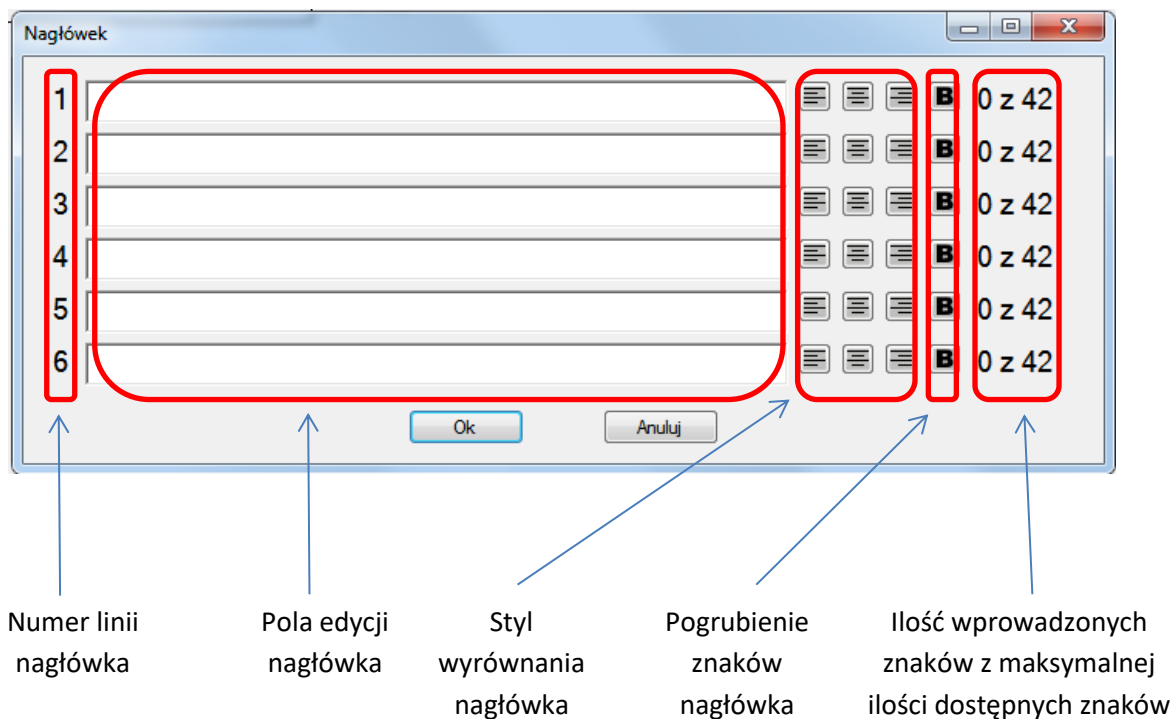 Nagłówek
1 B 0 z 42
2 B 0 z 42
3 B 0 z 42
4 B 0 z 42
5 B 0 z 42
6 B 0 z 42
Ok Anuluj
Numer linii
nagłówka
Pola edycji
nagłówka
Styl
wyrównania
nagłówka
Pogrubienie
znaków
nagłówka
Ilość wprowadzonych
znaków z maksymalnej
ilości dostępnych znaków